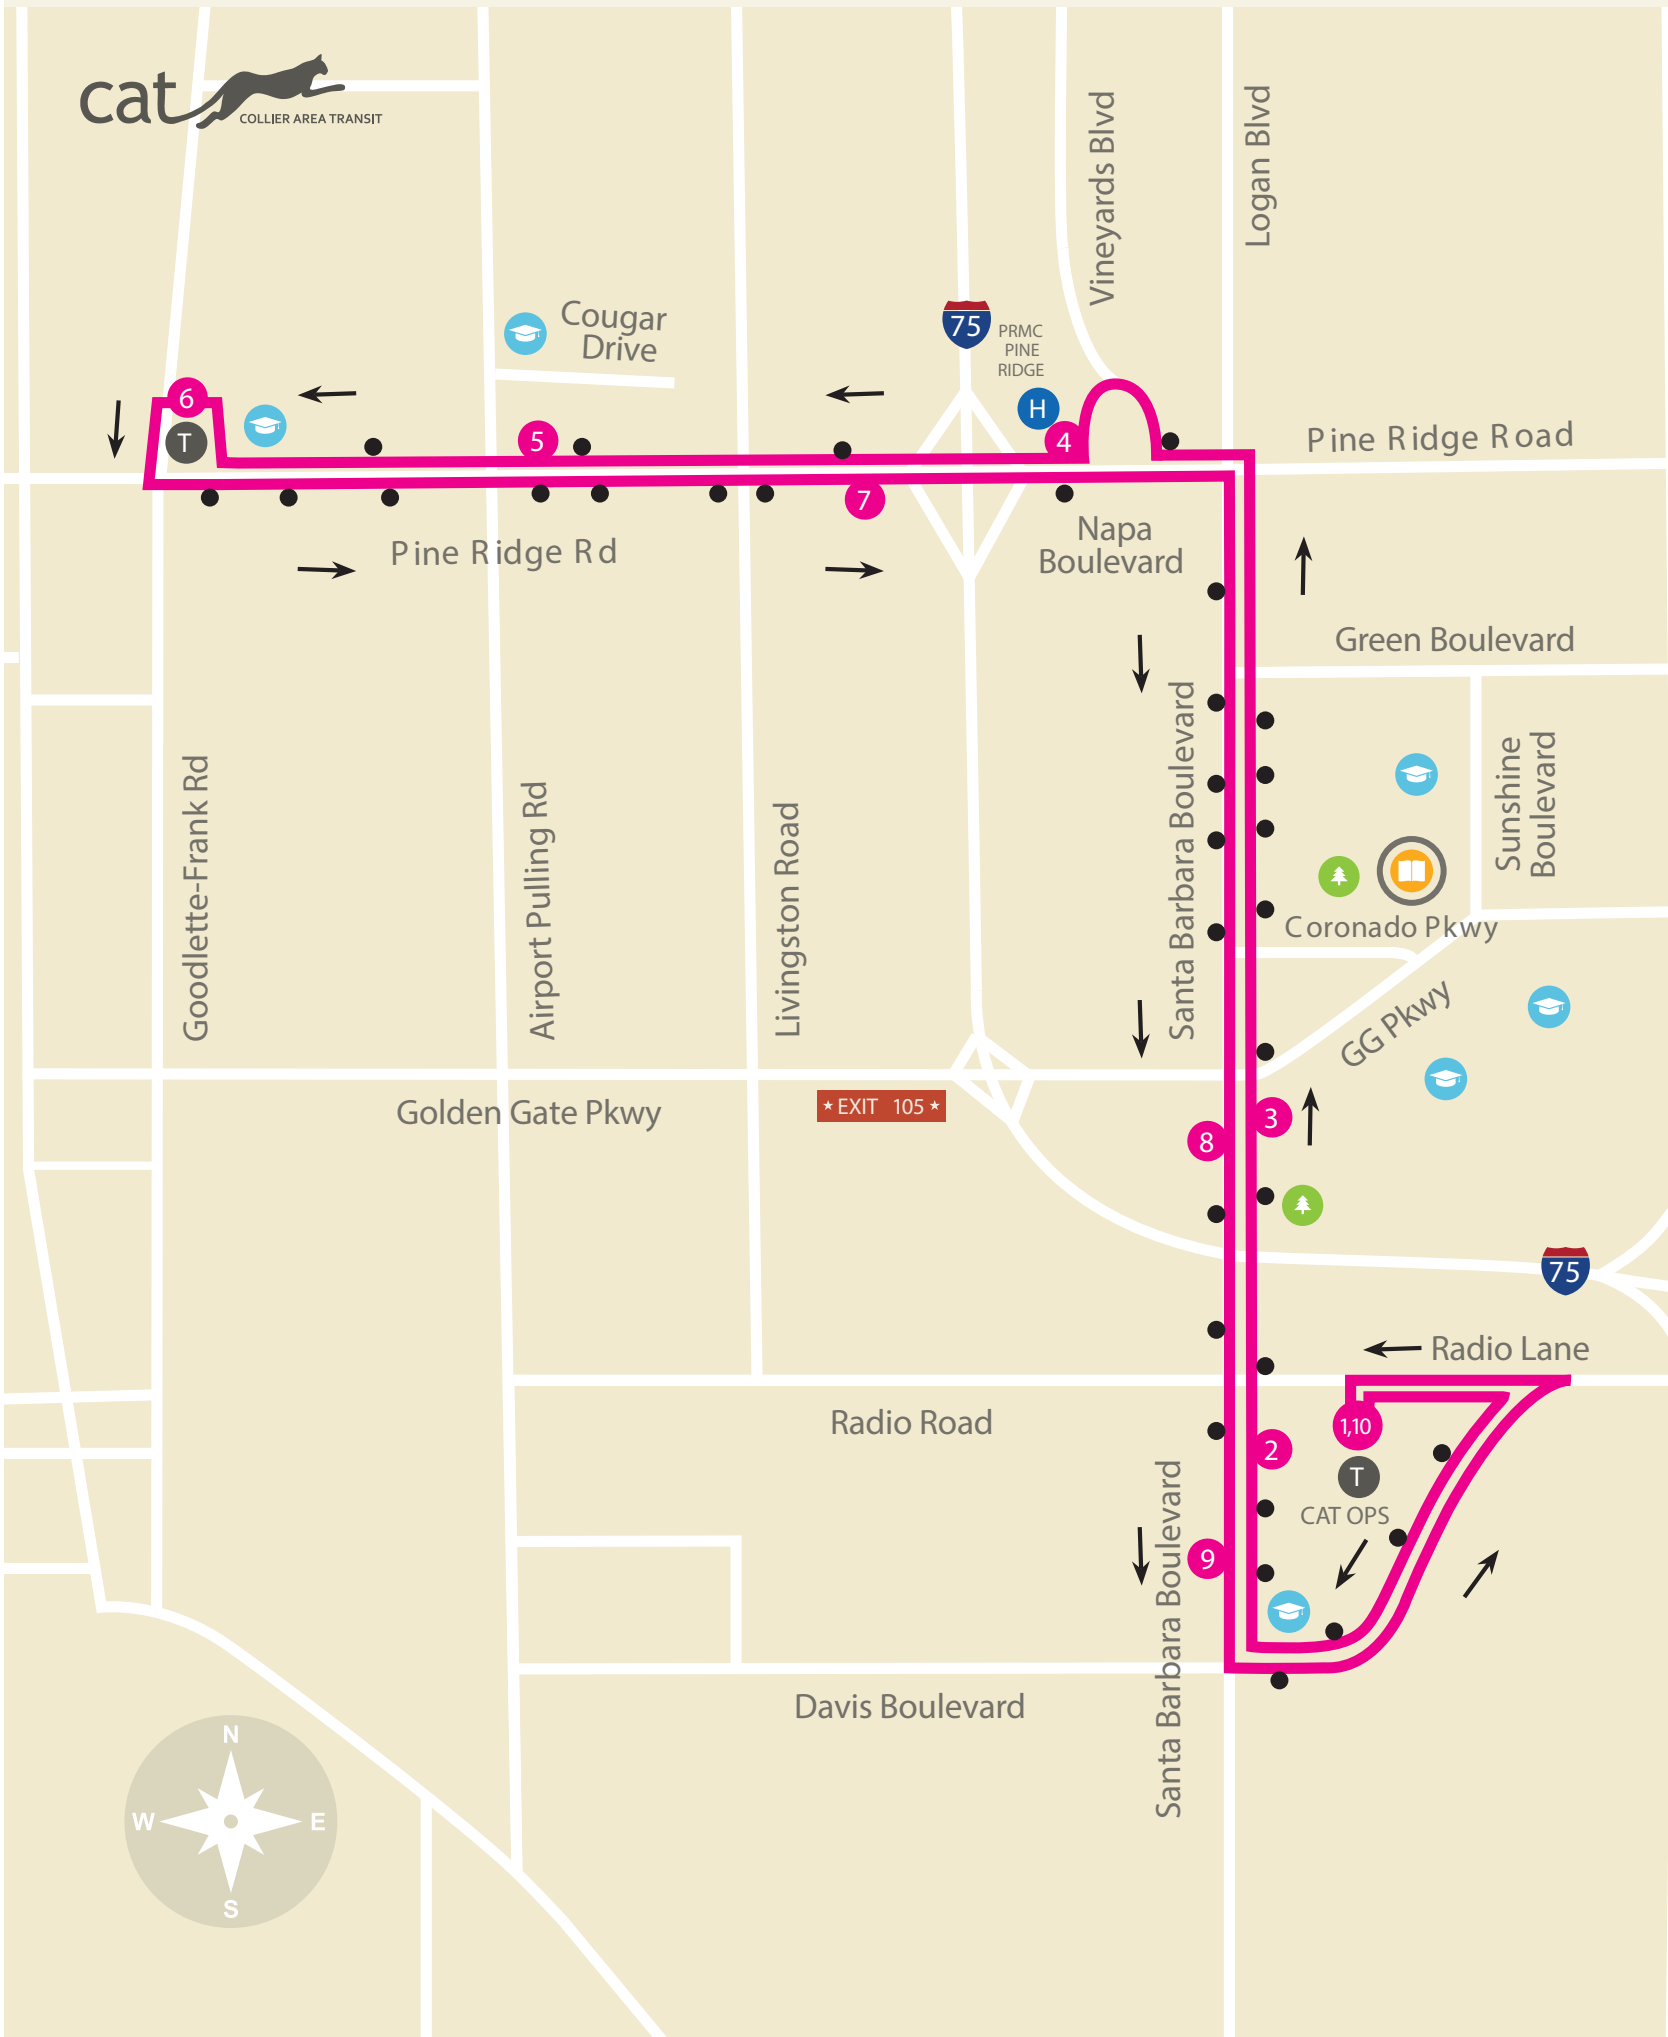 cat
COLLIER AREA TRANSIT
Vineyards Blvd
Logan Blvd
Cougar
Drive
75
PRMC
PINE
RIDGE
H
6
T
5
4
7
Pine Ridge Road
Pine Ridge Rd
Napa
Boulevard
Green Boulevard
Santa Barbara Boulevard
Sunshine
Boulevard
Goodlette-Frank Rd
Airport Pulling Rd
Livingston Road
Coronado Pkwy
GG Pkwy
Golden Gate Pkwy
EXIT 105
3
8
75
Radio Lane
Radio Road
1,10
2
T
CAT OPS
9
Santa Barbara Boulevard
Davis Boulevard
N
W
E
S